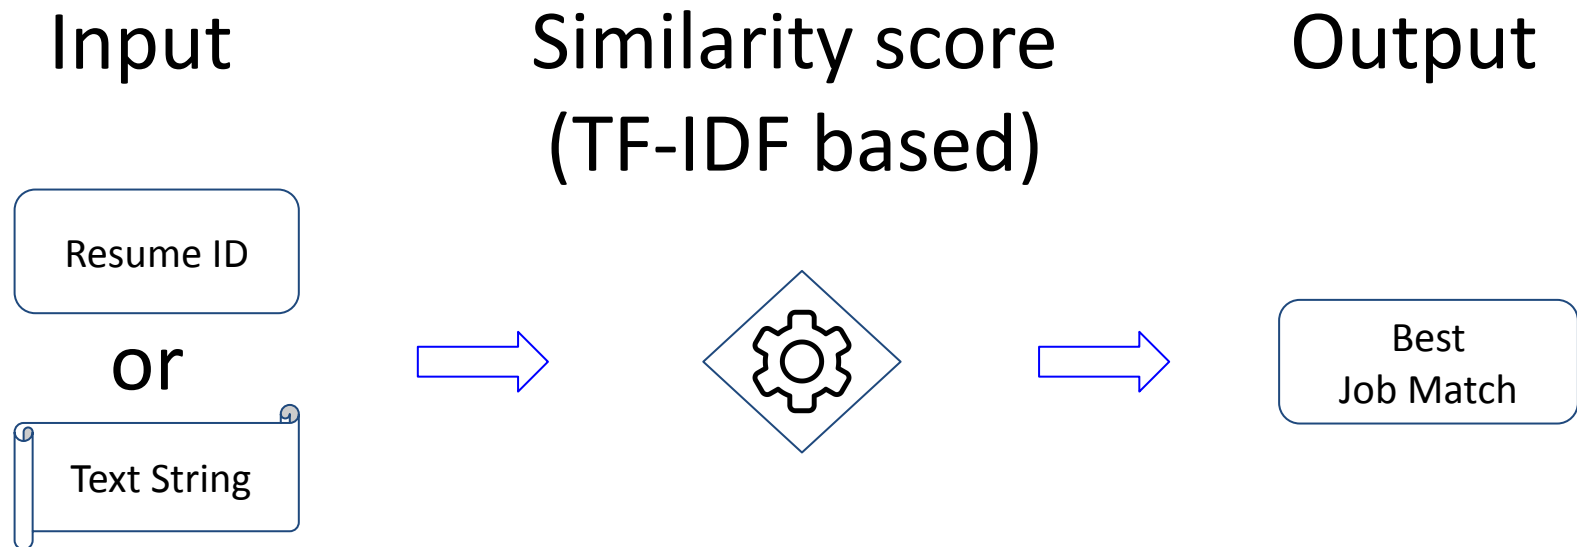 Input
Similarity score
(TF-IDF based)
Output
Resume ID
or
Text String
Best
Job Match